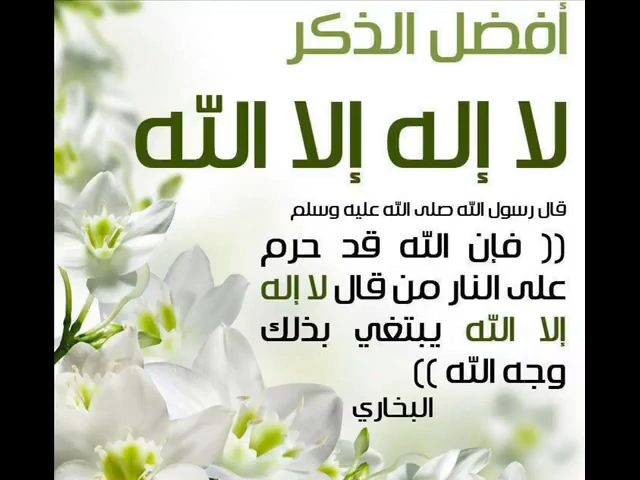 أفضل الذكر
لا إله إلا الله
قال رسول الله صلى الله عليه وسلم
(( فإن الله قد حرم
على النار من قال لا إله
إلا الله يبتغي بذلك
وجه الله ))
البخاري